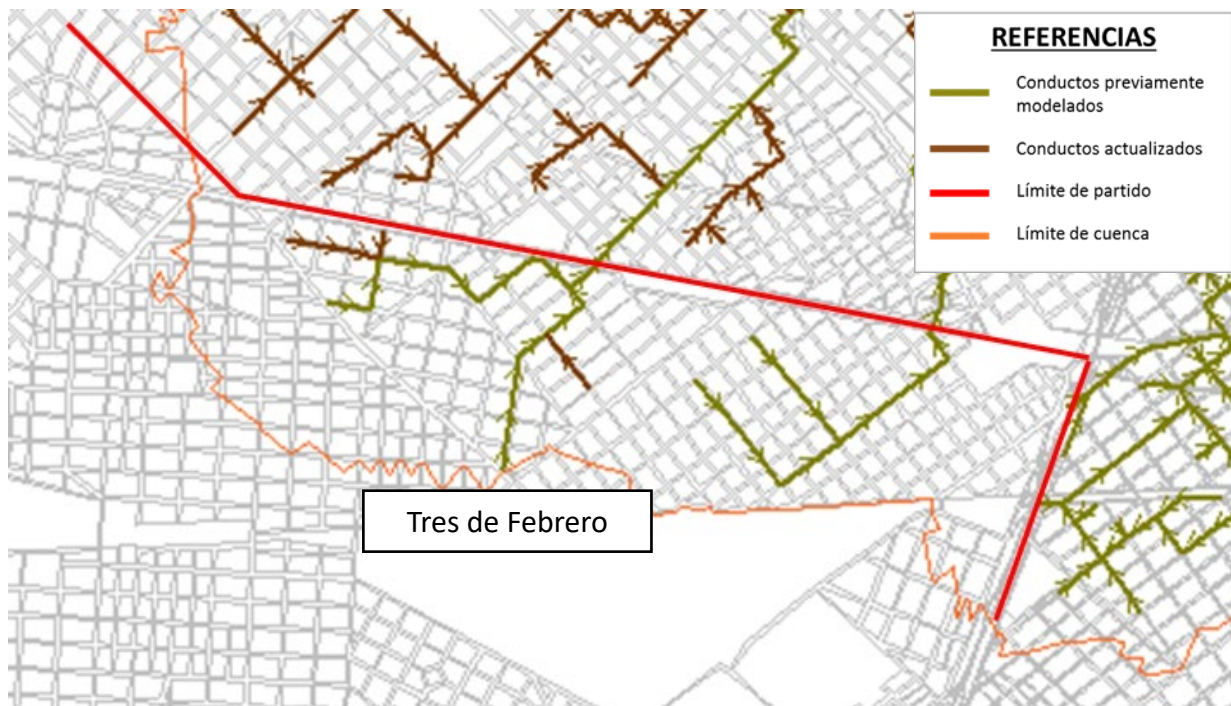 REFERENCIAS
Conductos previamente
modelados
Conductos actualizados
Límite de partido
Límite de cuenca
Tres de Febrero